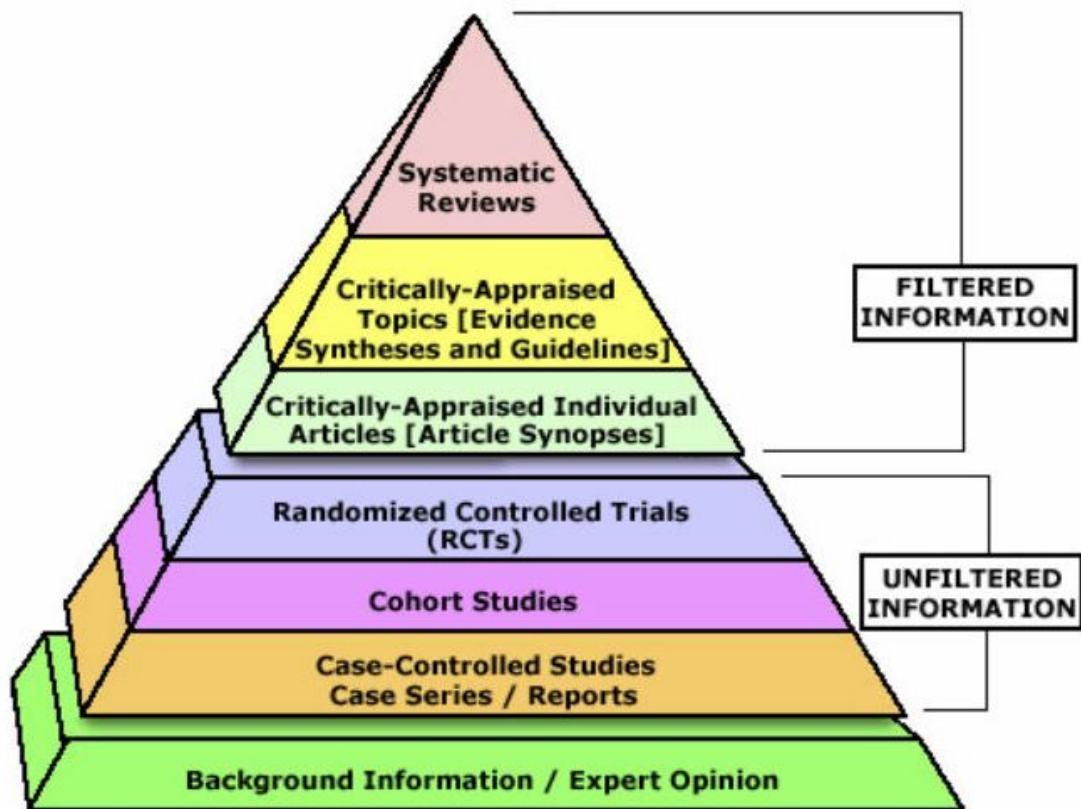 Systematic
Reviews
Critically-Appraised
Topics [Evidence
Syntheses and Guidelines]
Critically-Appraised Individual
Articles [Article Synopses]
FILTERED
INFORMATION
Randomized Controlled Trials
(RCTs)
Cohort Studies
Case-Controlled Studies
Case Series / Reports
UNFILTERED
INFORMATION
Background Information / Expert Opinion